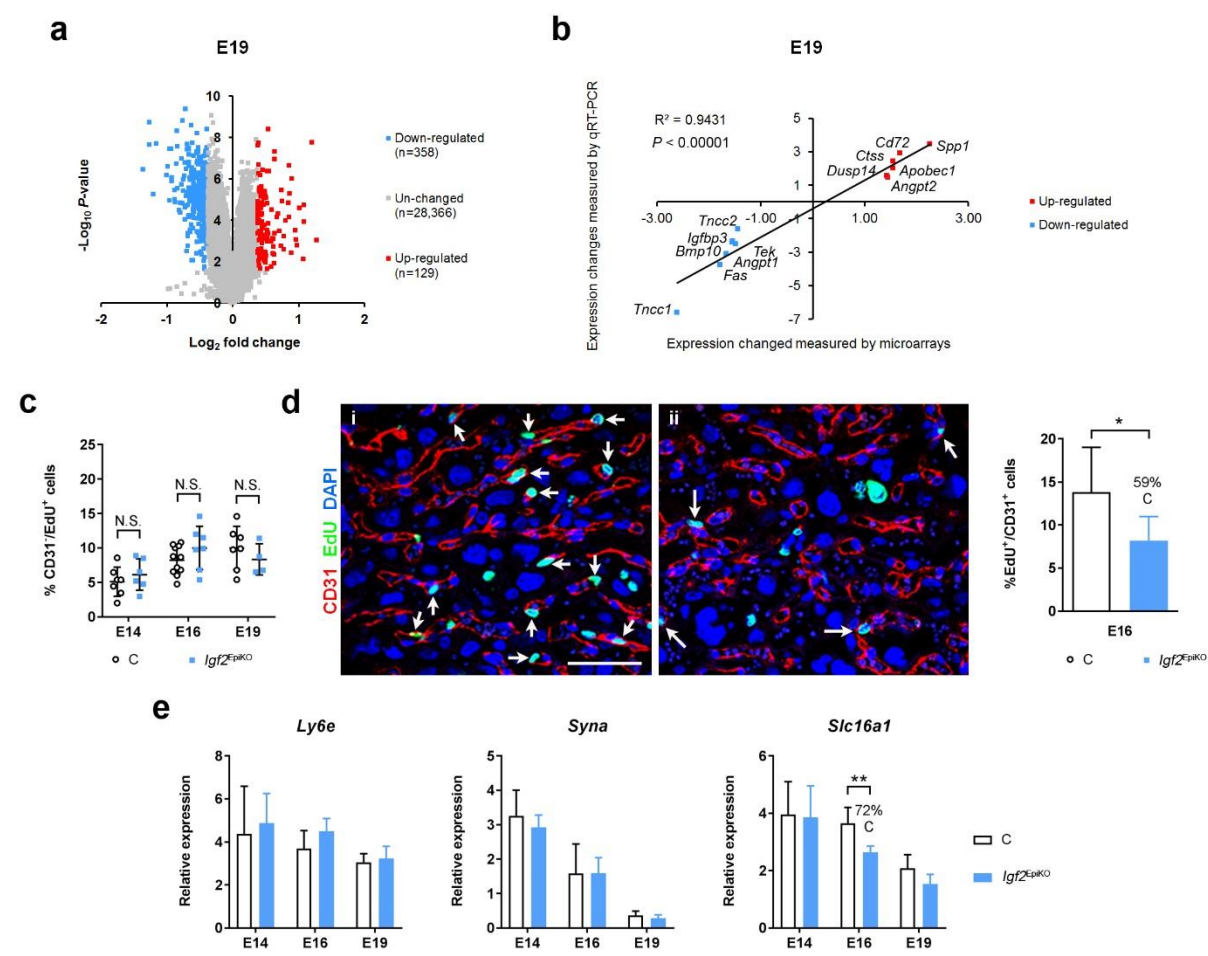 a
E19
-Log10 P-value
10
8
6
4
2
0
-2
-1
0
1
2
Log2 fold change
Down-regulated
(n=358)
Un-changed
(n=28,366)
Up-regulated
(n=129)
b
E19
Expression changes measured by qRT-PCR
R² = 0.9431
P < 0.00001
5
3
1
-1
-3
-5
-7
-3.00
-1.00
1.00
3.00
Cd72
Spp1
Ctss
Dusp14
Apobec1
Angpt2
Tncc2
Igfbp3
Bmp10
Tek
Angpt1
Fas
Tncc1
Expression changed measured by microarrays
Up-regulated
Down-regulated
c
% CD31-/EdU+ cells
25
20
15
10
5
0
N.S.
N.S.
N.S.
E14
E16
E19
C
Igf2EpiKO
d
CD31 EdU DAPI
i
ii
%EdU+/CD31+ cells
20
15
10
5
0
*
59%
C
E16
C
Igf2EpiKO
e
Ly6e
Relative expression
8
6
4
2
0
E14
E16
E19
Syna
Relative expression
5
4
3
2
1
0
E14
E16
E19
Slc16a1
Relative expression
6
4
2
0
**
72%
C
E14
E16
E19
C
Igf2EpiKO